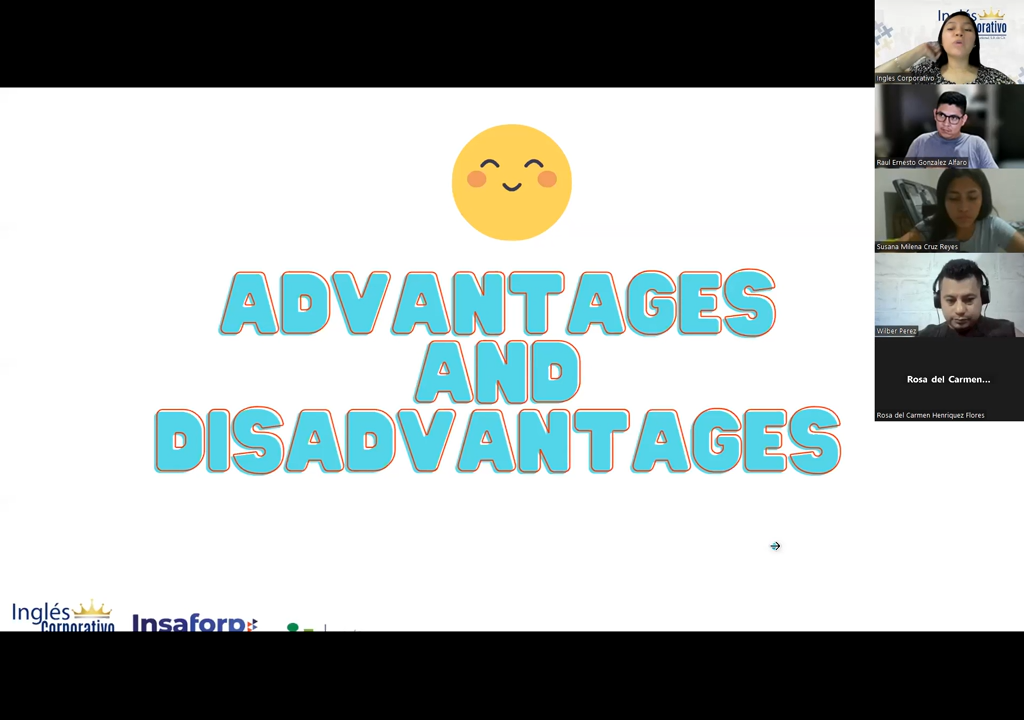 ADVANTAGES
AND
DISADVANTAGES
Inglés
Corporativo
Insaforp
Inglés
Ingles Corporativo
Raul Ernesto Gonzalez Alfaro
Susana Milena Cruz Reyes
Wilber Perez
Rosa del Carmen...
Rosa del Carmen Henriquez Flores